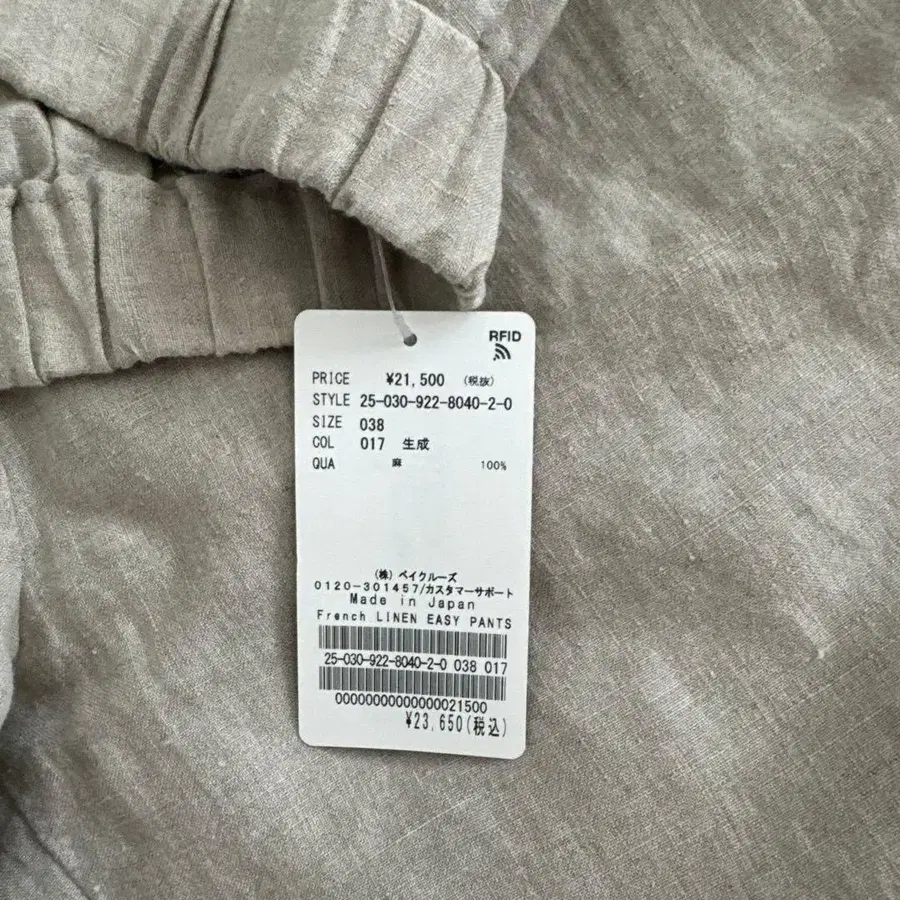 RFID
PRICE ¥21,500 (税抜)
STYLE 25-030-922-8040-2-0
SIZE 038
COL 017 生成
QUA 麻 100%
(株) ベイクルーズ
0120-301457/カスタマーサポート
Made in Japan
French LINEN EASY PANTS
25-030-922-8040-2-0 038 017
0000000000000021500
¥23,650(税込)